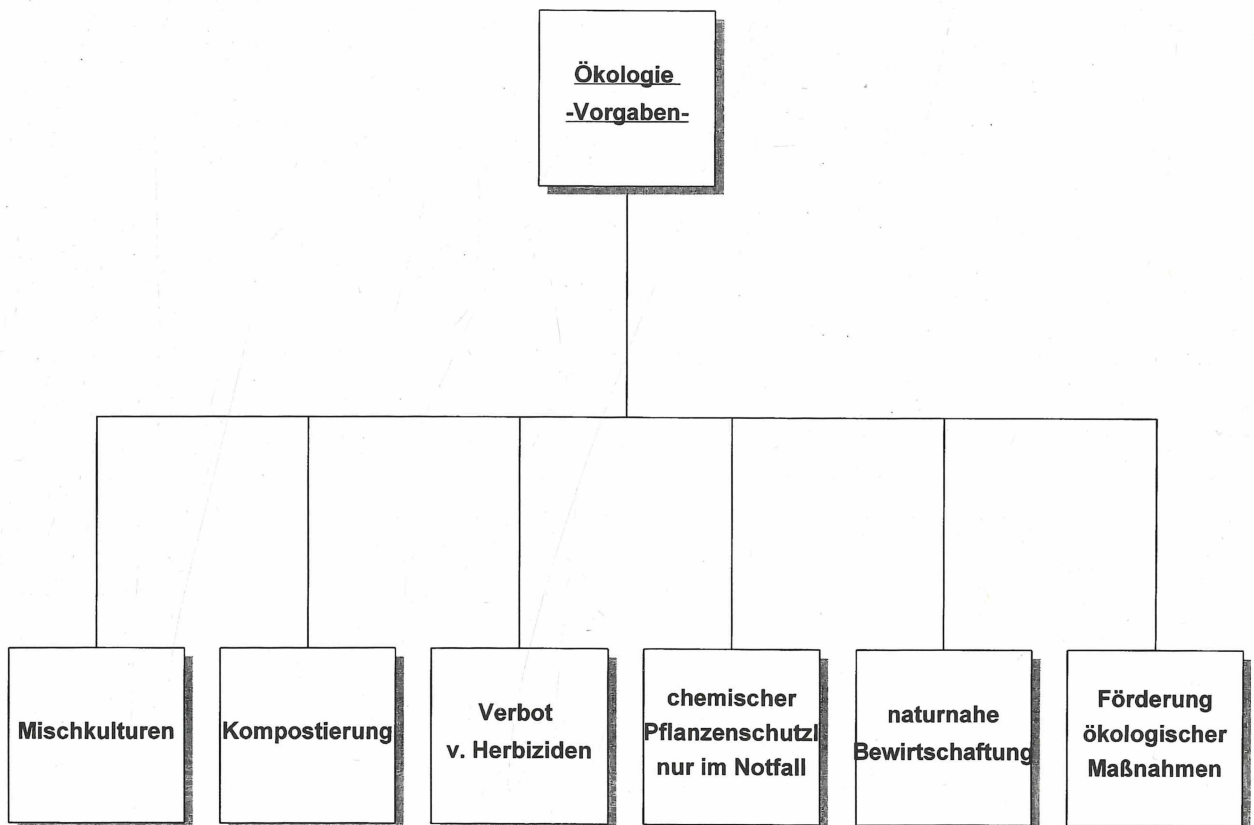 Ökologie
-Vorgaben-
Mischkulturen
Kompostierung
Verbot
v. Herbiziden
chemischer
Pflanzenschutzl
nur im Notfall
naturnahe
Bewirtschaftung
Förderung
ökologischer
Maßnahmen